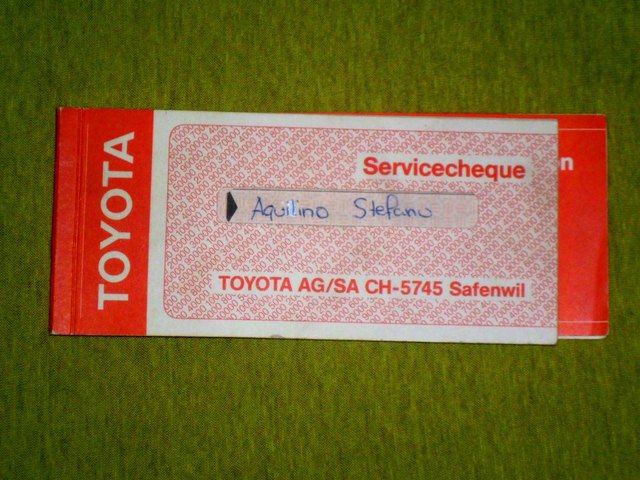 TOYOTA
Servicecheque
Aquilino Stefano
TOYOTA AG/SA CH-5745 Safenwil
n